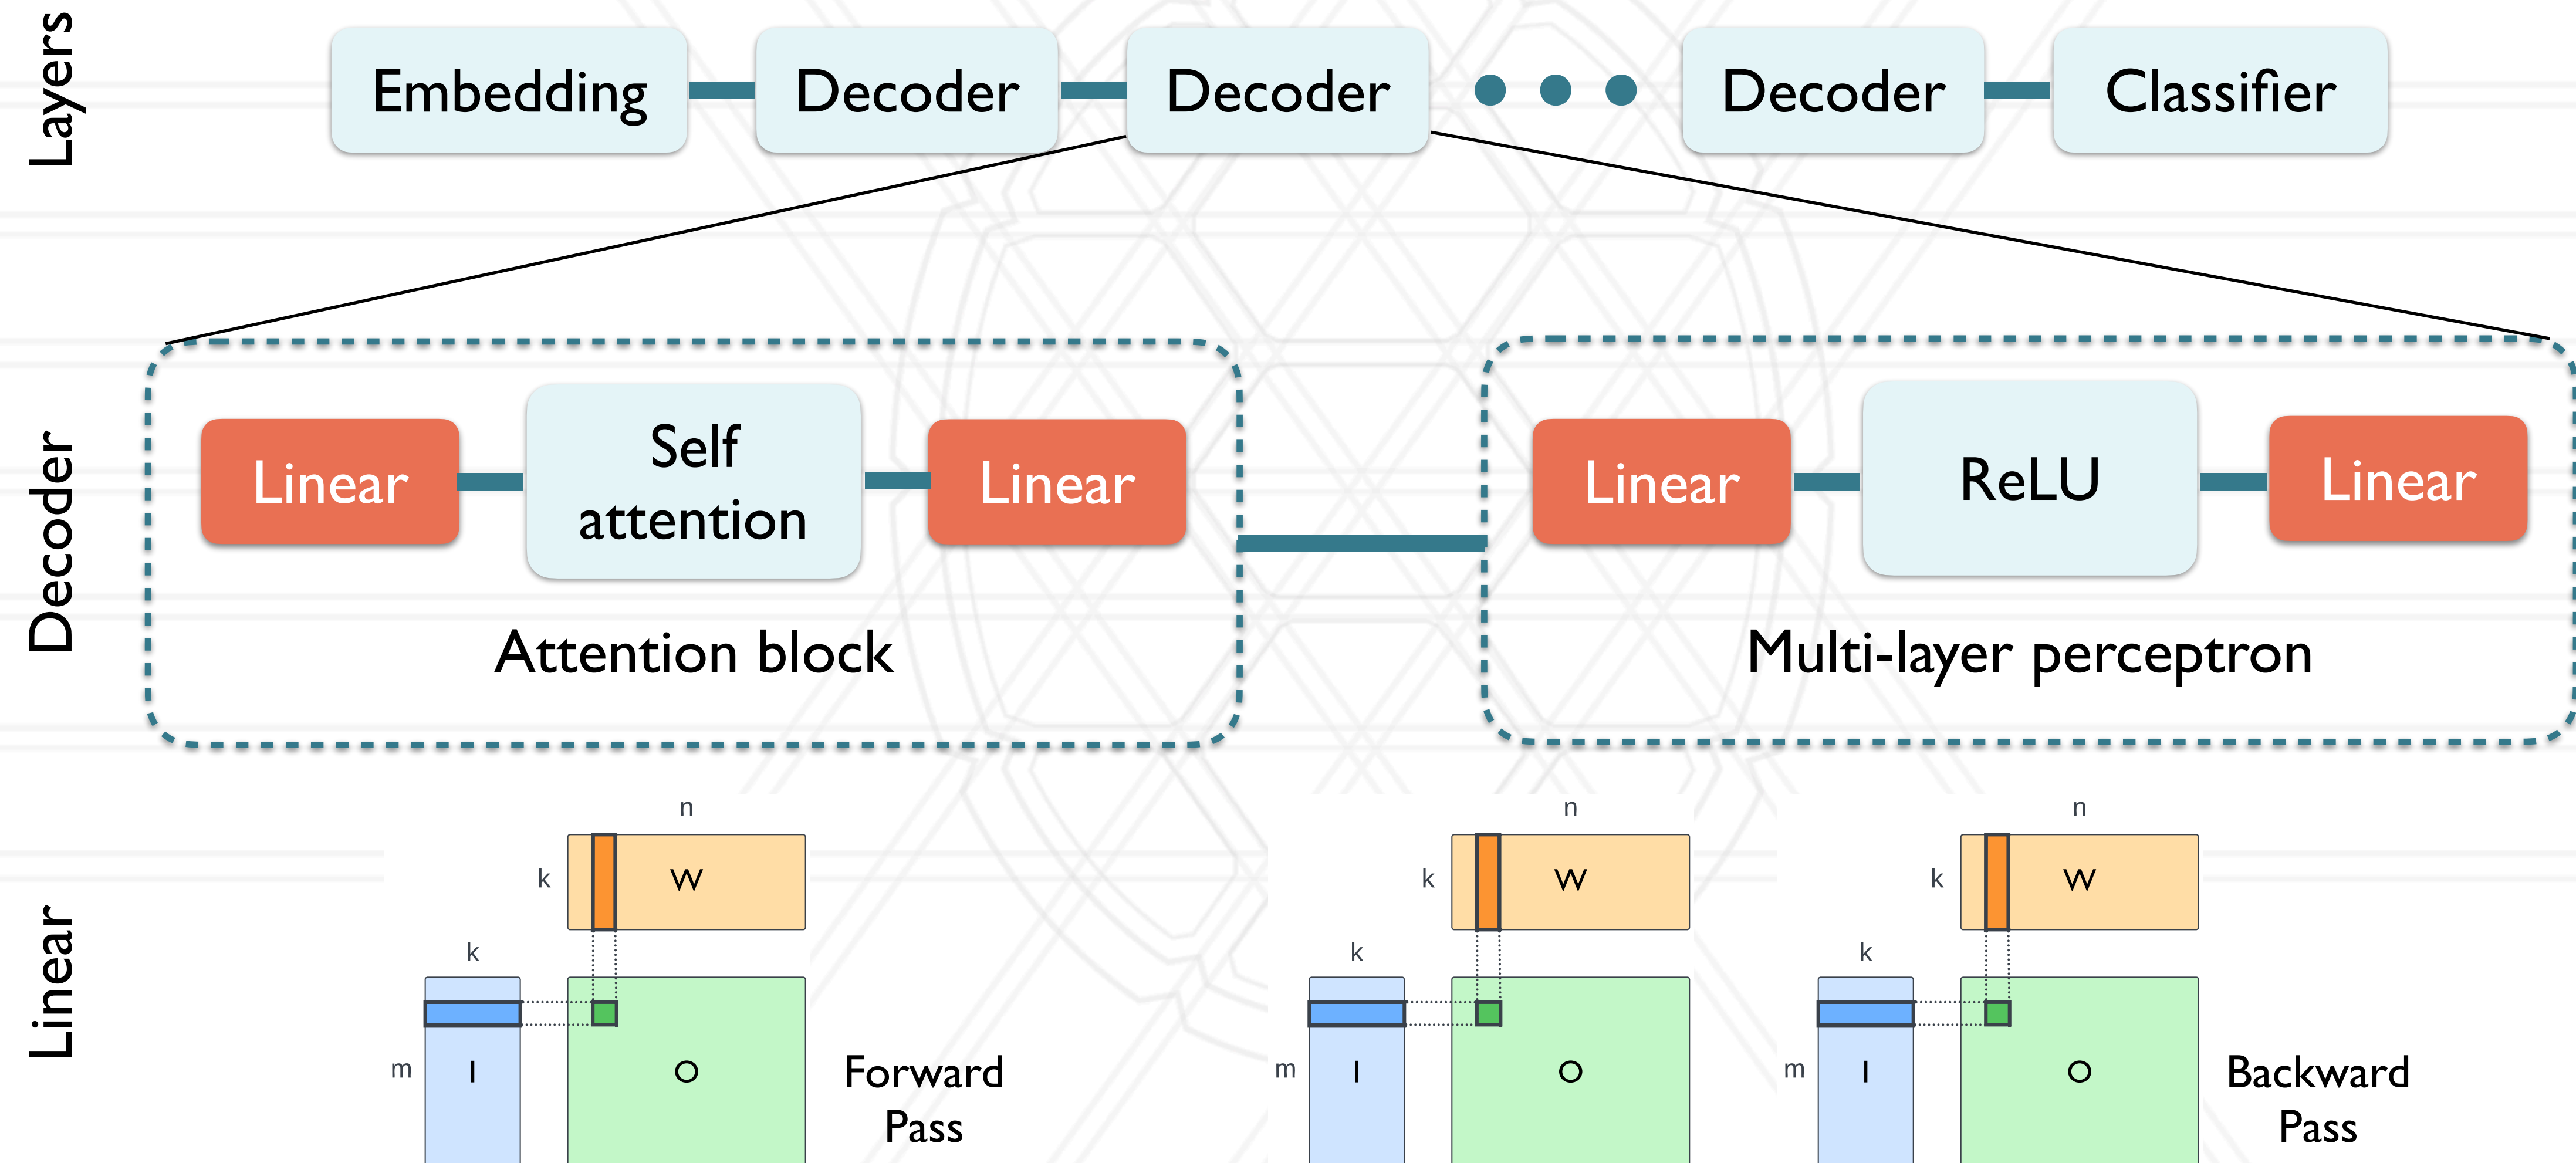 Layers
Embedding
Decoder
Decoder
Decoder
Classifier
Decoder
Linear
Self
attention
Linear
Attention block
Linear
ReLU
Linear
Multi-layer perceptron
Linear
n
k
W
k
m
I
O
Forward
Pass
n
k
W
k
m
I
O
n
k
W
k
m
I
O
Backward
Pass